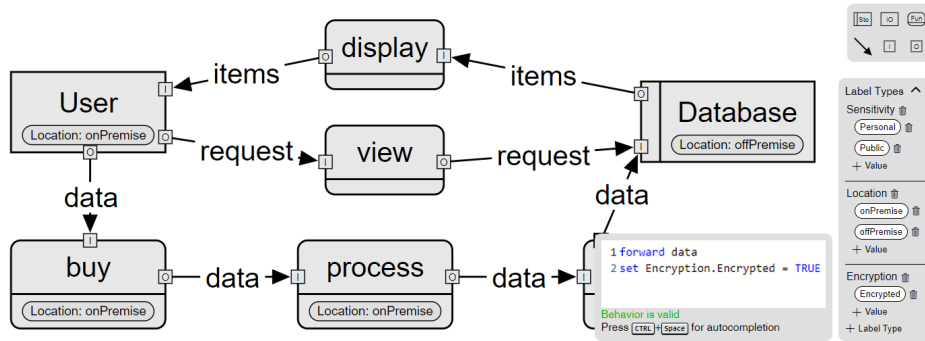 display
items
items
User
Location: onPremise
Database
Location: offPremise
request
view
request
data
data
buy
Location: onPremise
data
process
Location: onPremise
data
1 forward data
2 set Encryption.Encrypted = TRUE
Behavior is valid
Press CTRL + Space for autocompletion
Sto IO Fun
I O
Label Types
Sensitivity
Personal
Public
+ Value
Location
onPremise
offPremise
+ Value
Encryption
Encrypted
+ Value
+ Label Type
O
I
I
O
O
I
O
I
O
I
I
O
I
O
I